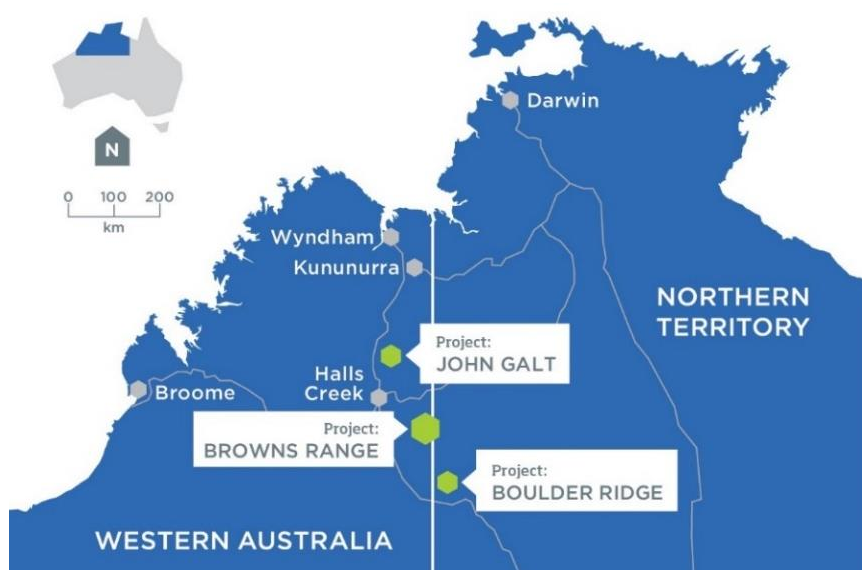 N
0 100 200
km
Darwin
Wyndham
Kununurra
NORTHERN
TERRITORY
Project:
JOHN GALT
Halls
Creek
Broome
Project:
BROWNS RANGE
Project:
BOULDER RIDGE
WESTERN AUSTRALIA